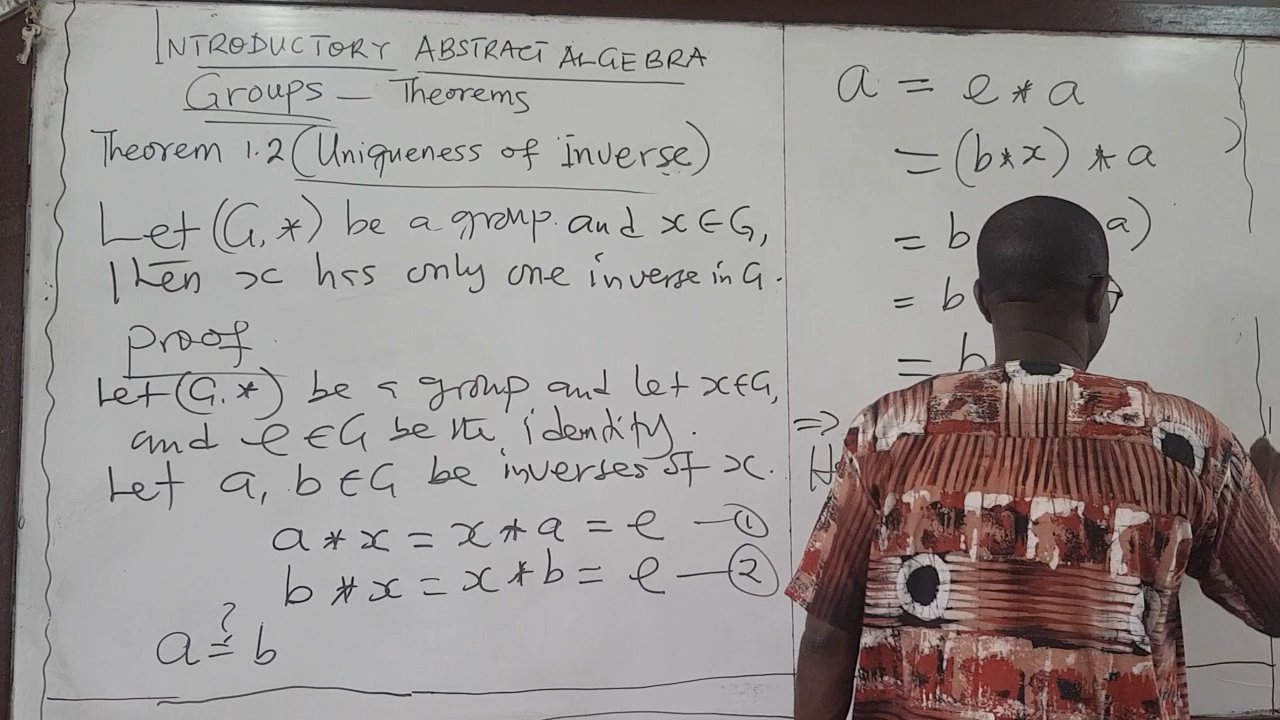 INTRODUCTORY ABSTRACT ALGEBRA
Groups — Theorems
Theorem 1.2 (Uniqueness of inverse)
Let (G, *) be a group and x ∈ G,
Then x has only one inverse in G.
Proof
Let (G, *) be a group and let x ∈ G,
and e ∈ G be the identity.
Let a, b ∈ G be inverses of x.
a * x = x * a = e — ①
b * x = x * b = e — ②
a ≟ b
a = e * a
= (b * x) * a
= b a)
= b
= b
⇒